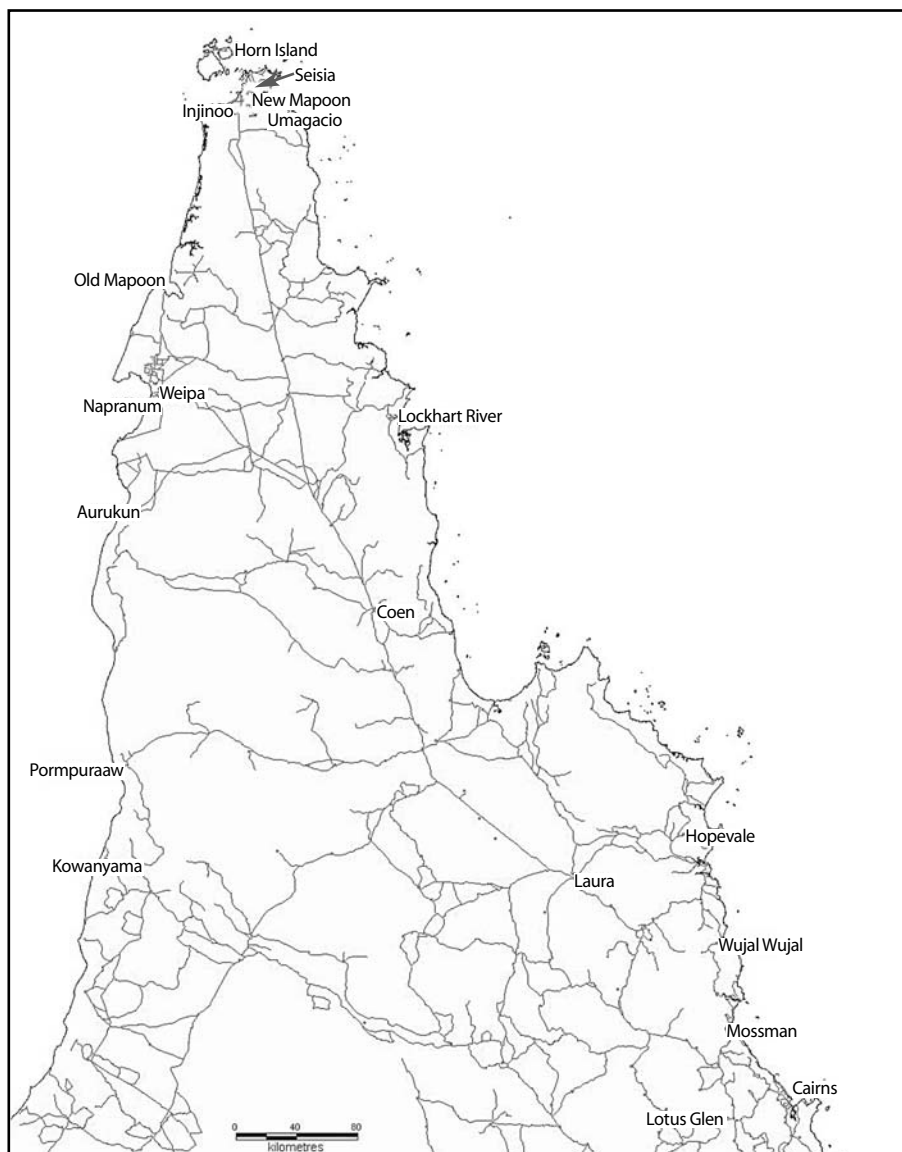 Horn Island
Seisia
New Mapoon
Injinoo
Umagacio
Old Mapoon
Weipa
Napranum
Lockhart River
Aurukun
Coen
Pormpuraaw
Hopevale
Kowanyama
Laura
Wujal Wujal
Mossman
Cairns
Lotus Glen
0 40 80
kilometres